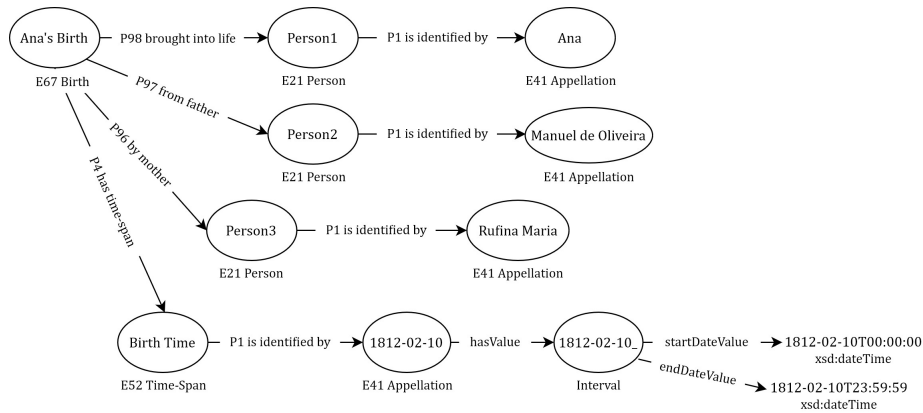 Ana's Birth
P98 brought into life
Person1
P1 is identified by
Ana
E67 Birth
E21 Person
E41 Appellation
P97 from father
Person2
P1 is identified by
Manuel de Oliveira
E21 Person
E41 Appellation
P96 by mother
P4 has time-span
Person3
P1 is identified by
Rufina Maria
E21 Person
E41 Appellation
Birth Time
P1 is identified by
1812-02-10
hasValue
1812-02-10_
startDateValue
1812-02-10T00:00:00
xsd:dateTime
E52 Time-Span
E41 Appellation
Interval
endDateValue
1812-02-10T23:59:59
xsd:dateTime